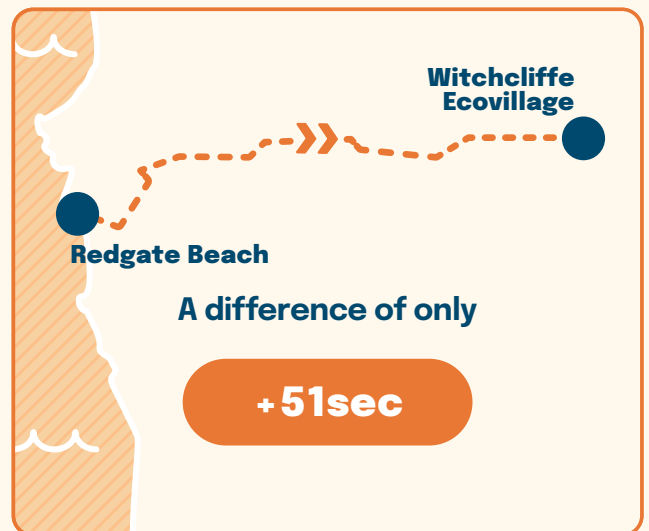 Witchcliffe
Ecovillage
Redgate Beach
A difference of only
+51sec